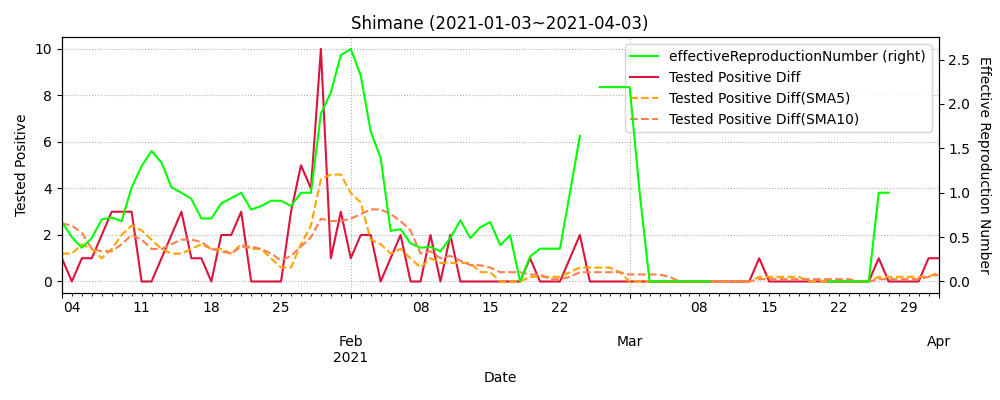 Shimane (2021-01-03~2021-04-03)
effectiveReproductionNumber (right)
Tested Positive Diff
Tested Positive Diff(SMA5)
Tested Positive Diff(SMA10)
Tested Positive
10
8
6
4
2
0
Effective Reproduction Number
2.5
2.0
1.5
1.0
0.5
0.0
04 11 18 25 08 15 22 08 15 22 29
Feb Mar Apr
2021
Date